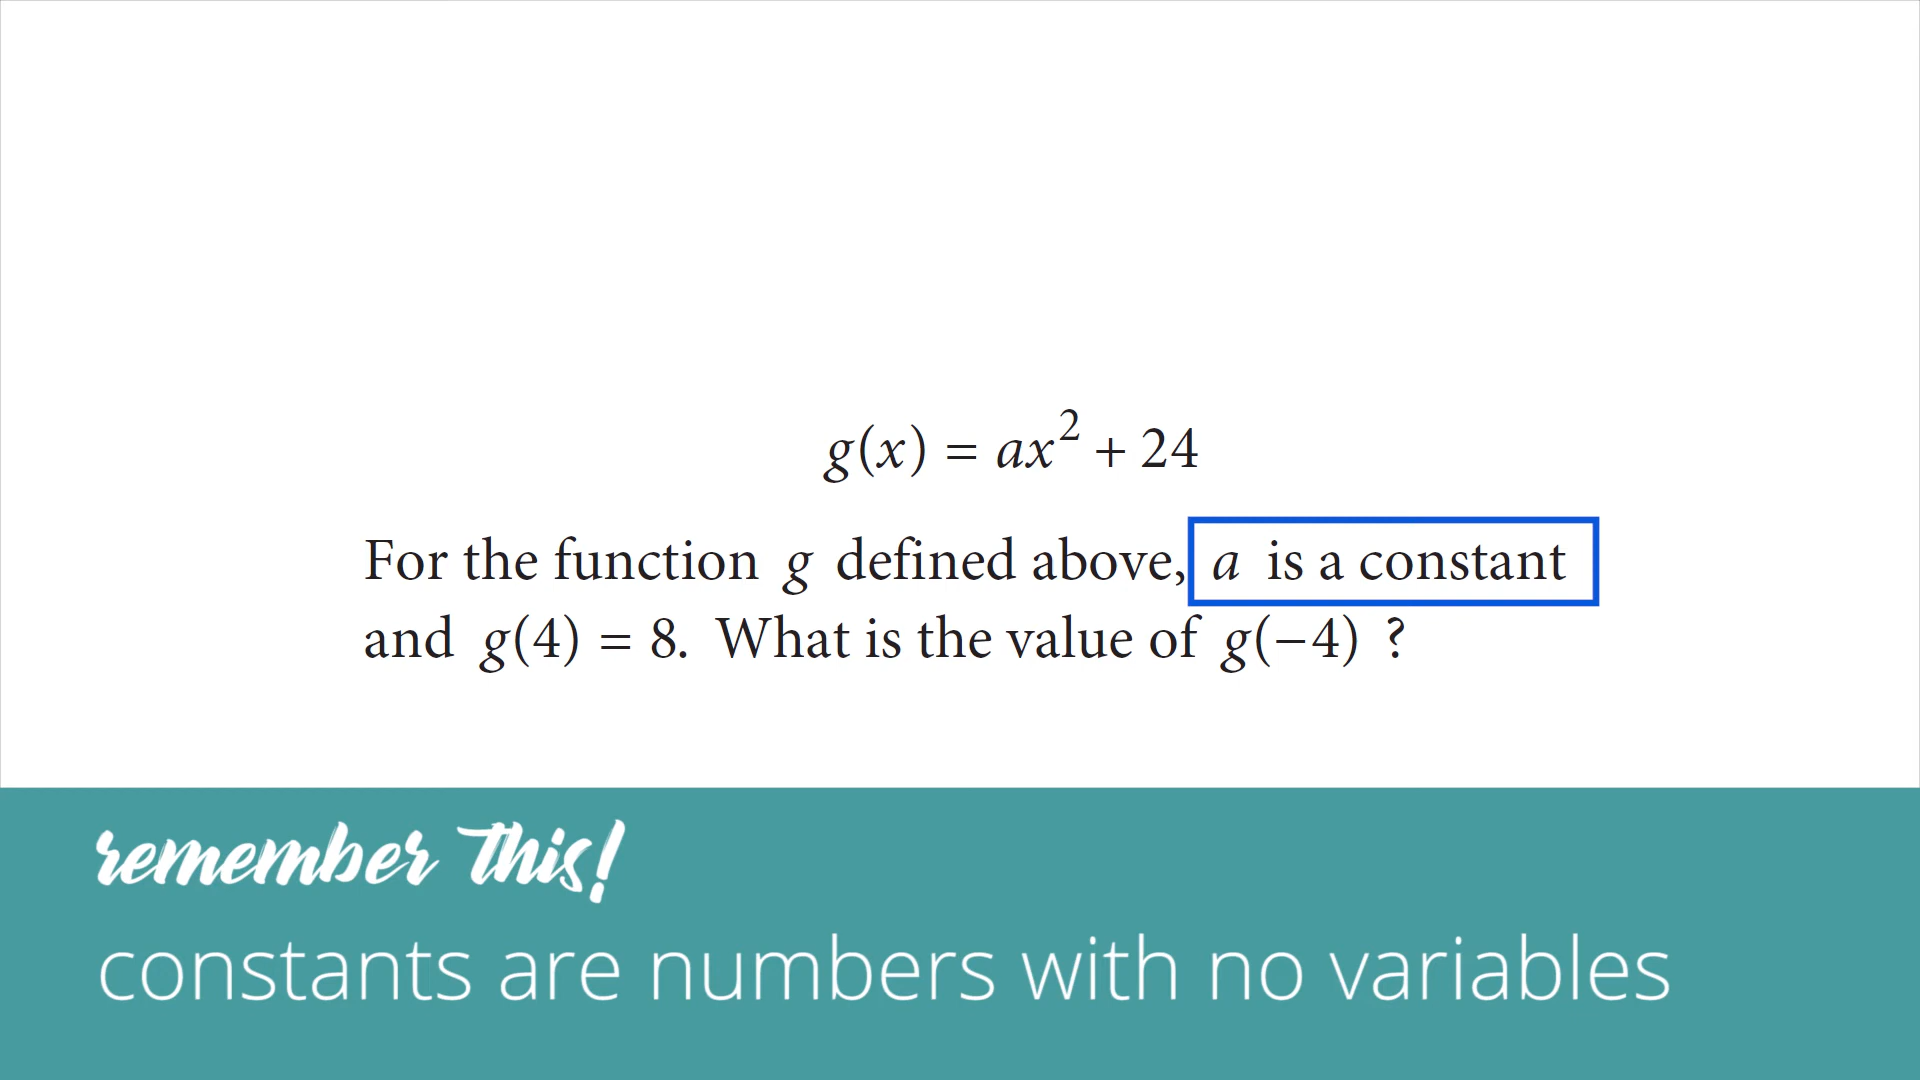 g(x) = ax² + 24
For the function g defined above, a is a constant
and g(4) = 8. What is the value of g(−4) ?
remember this!
constants are numbers with no variables